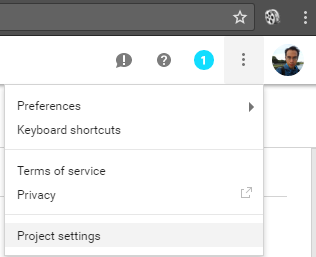 1
Preferences
Keyboard shortcuts
Terms of service
Privacy
Project settings